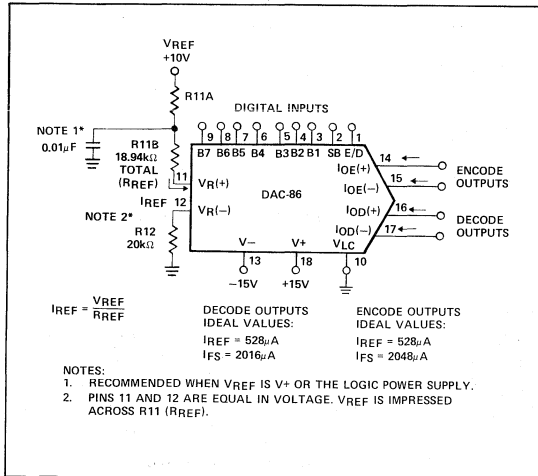 VREF
+10V
R11A
DIGITAL INPUTS
NOTE 1*
0.01µF
R11B
18.94kΩ
TOTAL
(RREF)
9 8 7 6 5 4 3 2 1
B7 B6 B5 B4 B3 B2 B1 SB E/D
11
VR(+)
IREF
12
VR(–)
DAC-86
IOE(+)
14
IOE(–)
15
ENCODE
OUTPUTS
IOD(+)
16
IOD(–)
17
DECODE
OUTPUTS
NOTE 2*
R12
20kΩ
V–
V+
VLC
13
18
10
–15V
+15V
IREF = VREF
RREF
DECODE OUTPUTS
IDEAL VALUES:
IREF = 528µA
IFS = 2016µA
ENCODE OUTPUTS
IDEAL VALUES:
IREF = 528µA
IFS = 2048µA
NOTES:
1. RECOMMENDED WHEN VREF IS V+ OR THE LOGIC POWER SUPPLY.
2. PINS 11 AND 12 ARE EQUAL IN VOLTAGE. VREF IS IMPRESSED
ACROSS R11 (RREF).